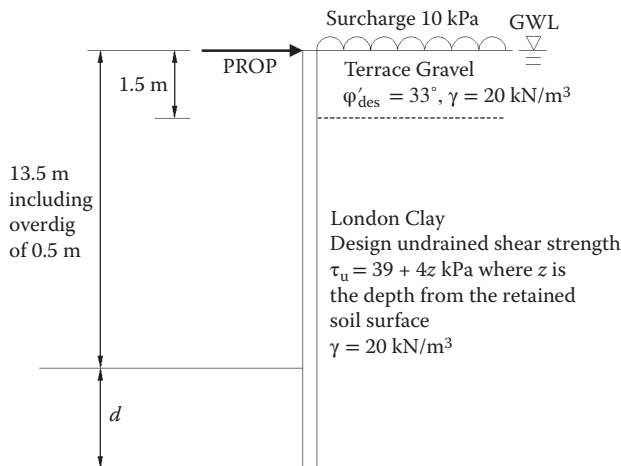 Surcharge 10 kPa
GWL
PROP
1.5 m
Terrace Gravel
φ′des = 33°, γ = 20 kN/m³
13.5 m
including
overdig
of 0.5 m
London Clay
Design undrained shear strength
τu = 39 + 4z kPa where z is
the depth from the retained
soil surface
γ = 20 kN/m³
d